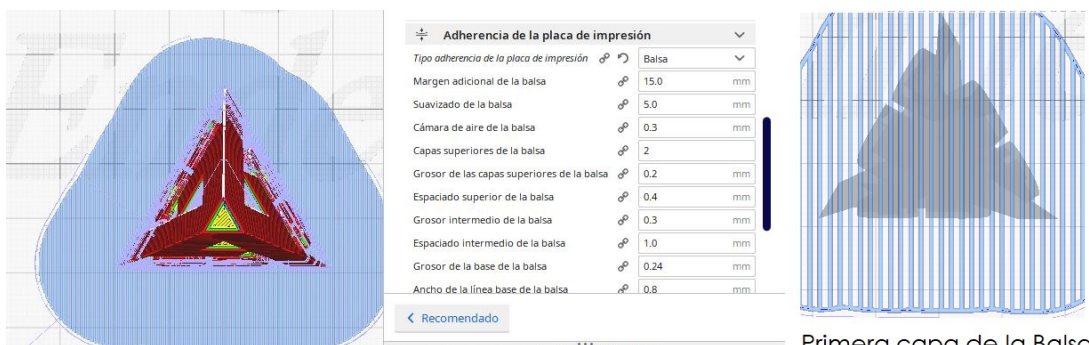 Adherencia de la placa de impresión
Tipo adherencia de la placa de impresión Balsa
Margen adicional de la balsa 15.0 mm
Suavizado de la balsa 5.0 mm
Cámara de aire de la balsa 0.3 mm
Capas superiores de la balsa 2
Grosor de las capas superiores de la balsa 0.2 mm
Espaciado superior de la balsa 0.4 mm
Grosor intermedio de la balsa 0.3 mm
Espaciado intermedio de la balsa 1.0 mm
Grosor de la base de la balsa 0.24 mm
Ancho de la línea base de la balsa 0.8 mm
Recomendado
Primera capa de la Balsa